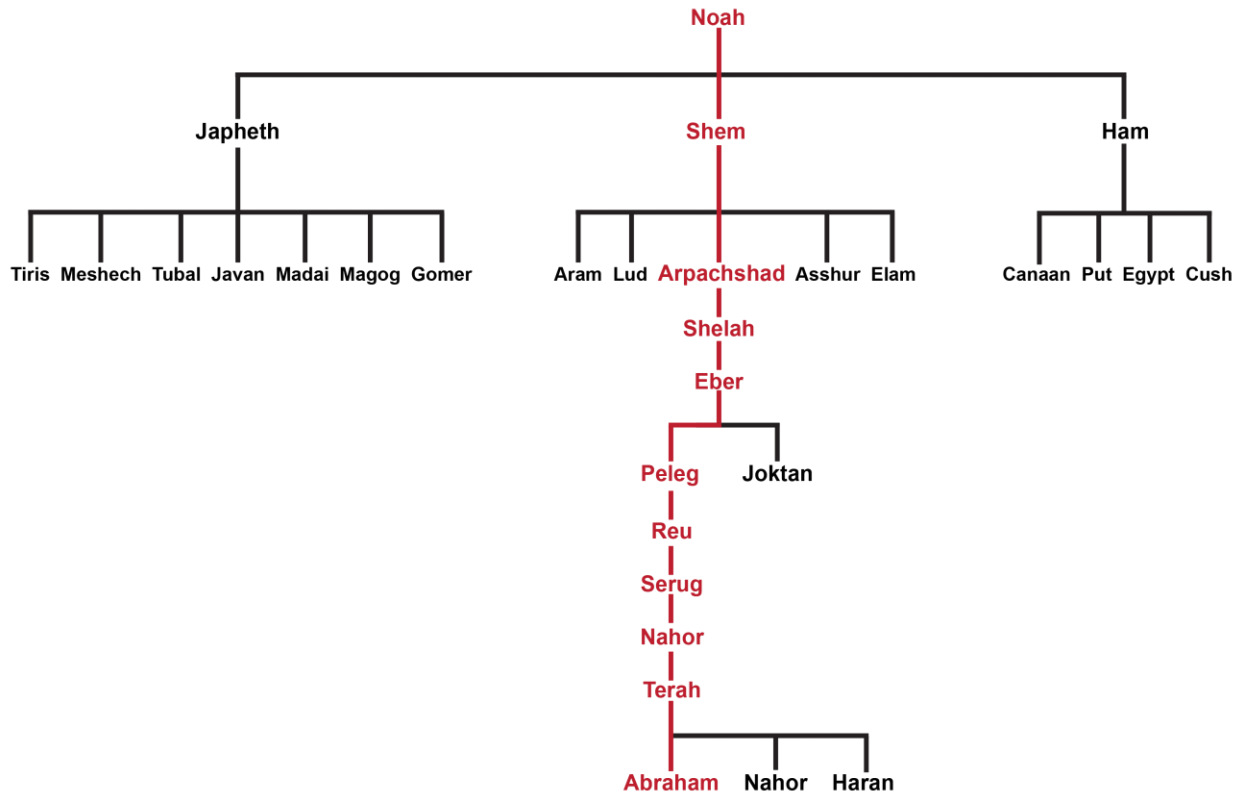 Noah
Japheth Shem Ham
Tiris Meshech Tubal Javan Madai Magog Gomer Aram Lud Arpachshad Asshur Elam Canaan Put Egypt Cush
Shelah
Eber
Peleg Joktan
Reu
Serug
Nahor
Terah
Abraham Nahor Haran